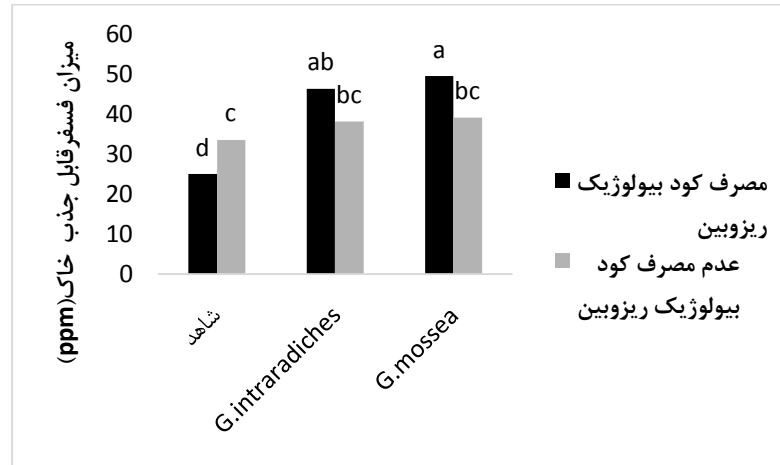 میزان فسفرقابل جذب خاک(ppm)
60
50
40
30
20
10
0
d
c
ab
bc
a
bc
شاهد
G.intraradiches
G.mossea
مصرف کود بیولوژیک
ریزوبین
عدم مصرف کود
بیولوژیک ریزوبین